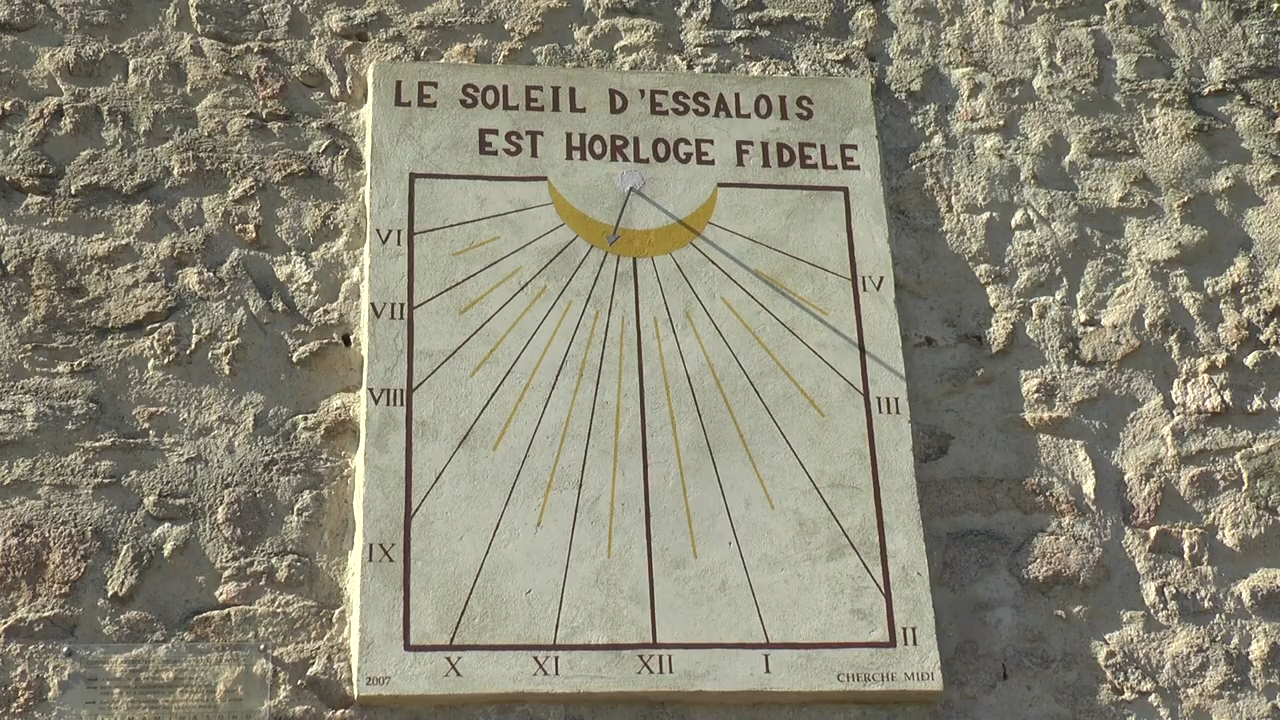 LE SOLEIL D'ESSALOIS
EST HORLOGE FIDELE
VI
IV
VII
VIII
III
IX
II
X XI XII I
2007 CHERCHE MIDI